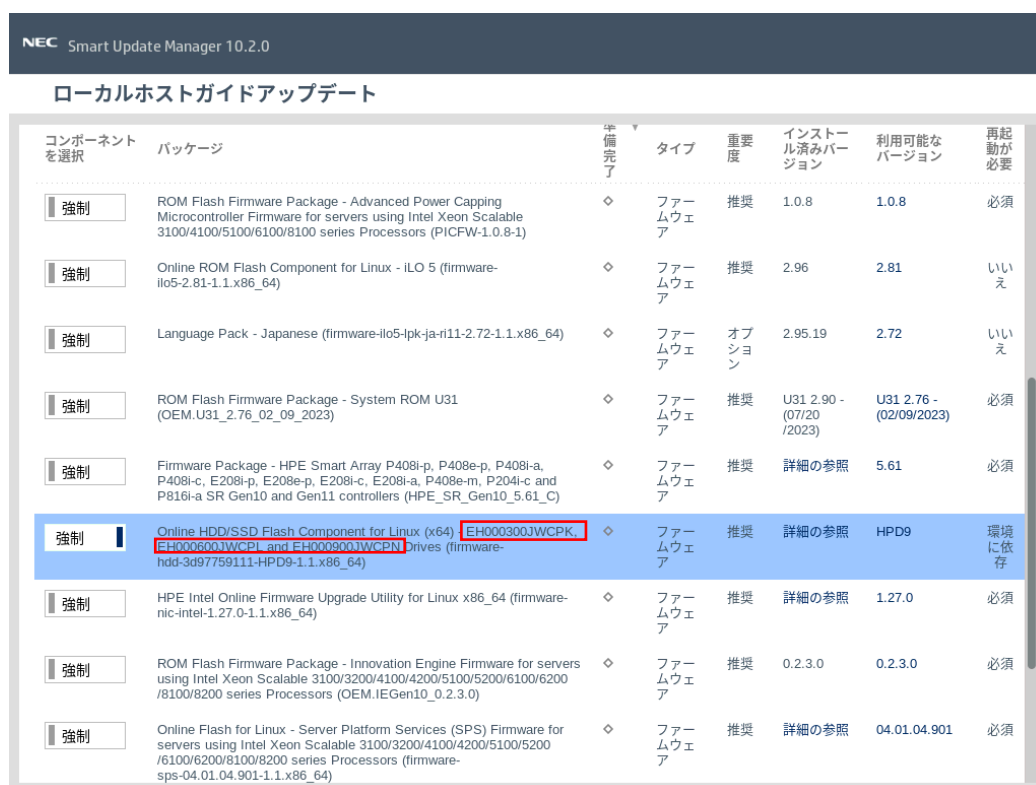 NEC Smart Update Manager 10.2.0
ローカルホストガイドアップデート
コンポーネント
を選択
パッケージ
準備完了
タイプ
重要
度
インストー
ル済みバー
ジョン
利用可能な
バージョン
再起
動が
必要
強制
ROM Flash Firmware Package - Advanced Power Capping
Microcontroller Firmware for servers using Intel Xeon Scalable
3100/4100/5100/6100/8100 series Processors (PICFW-1.0.8-1)
ファー
ムウェ
ア
推奨
1.0.8
1.0.8
必須
強制
Online ROM Flash Component for Linux - iLO 5 (firmware-
ilo5-2.81-1.1.x86_64)
ファー
ムウェ
ア
推奨
2.96
2.81
いい
え
強制
Language Pack - Japanese (firmware-ilo5-lpk-ja-ri11-2.72-1.1.x86_64)
ファー
ムウェ
ア
オプ
ショ
ン
2.95.19
2.72
いい
え
強制
ROM Flash Firmware Package - System ROM U31
(OEM.U31_2.76_02_09_2023)
ファー
ムウェ
ア
推奨
U31 2.90 -
(07/20
/2023)
U31 2.76 -
(02/09/2023)
必須
強制
Firmware Package - HPE Smart Array P408i-p, P408e-p, P408i-a,
P408i-c, E208i-p, E208e-p, E208i-c, E208i-a, P408e-m, P204i-c and
P816i-a SR Gen10 and Gen11 controllers (HPE_SR_Gen10_5.61_C)
ファー
ムウェ
ア
推奨
詳細の参照
5.61
必須
強制
Online HDD/SSD Flash Component for Linux (x64) - EH000300JWCPK,
EH000600JWCPL and EH000900JWCPN Drives (firmware-
hdd-3d97759111-HPD9-1.1.x86_64)
ファー
ムウェ
ア
推奨
詳細の参照
HPD9
環境
に依
存
強制
HPE Intel Online Firmware Upgrade Utility for Linux x86_64 (firmware-
nic-intel-1.27.0-1.1.x86_64)
ファー
ムウェ
ア
推奨
詳細の参照
1.27.0
必須
強制
ROM Flash Firmware Package - Innovation Engine Firmware for servers
using Intel Xeon Scalable 3100/3200/4100/4200/5100/5200/6100/6200
/8100/8200 series Processors (OEM.IEGen10_0.2.3.0)
ファー
ムウェ
ア
推奨
0.2.3.0
0.2.3.0
必須
強制
Online Flash for Linux - Server Platform Services (SPS) Firmware for
servers using Intel Xeon Scalable 3100/3200/4100/4200/5100/5200
/6100/6200/8100/8200 series Processors (firmware-
sps-04.01.04.901-1.1.x86_64)
ファー
ムウェ
ア
推奨
詳細の参照
04.01.04.901
必須